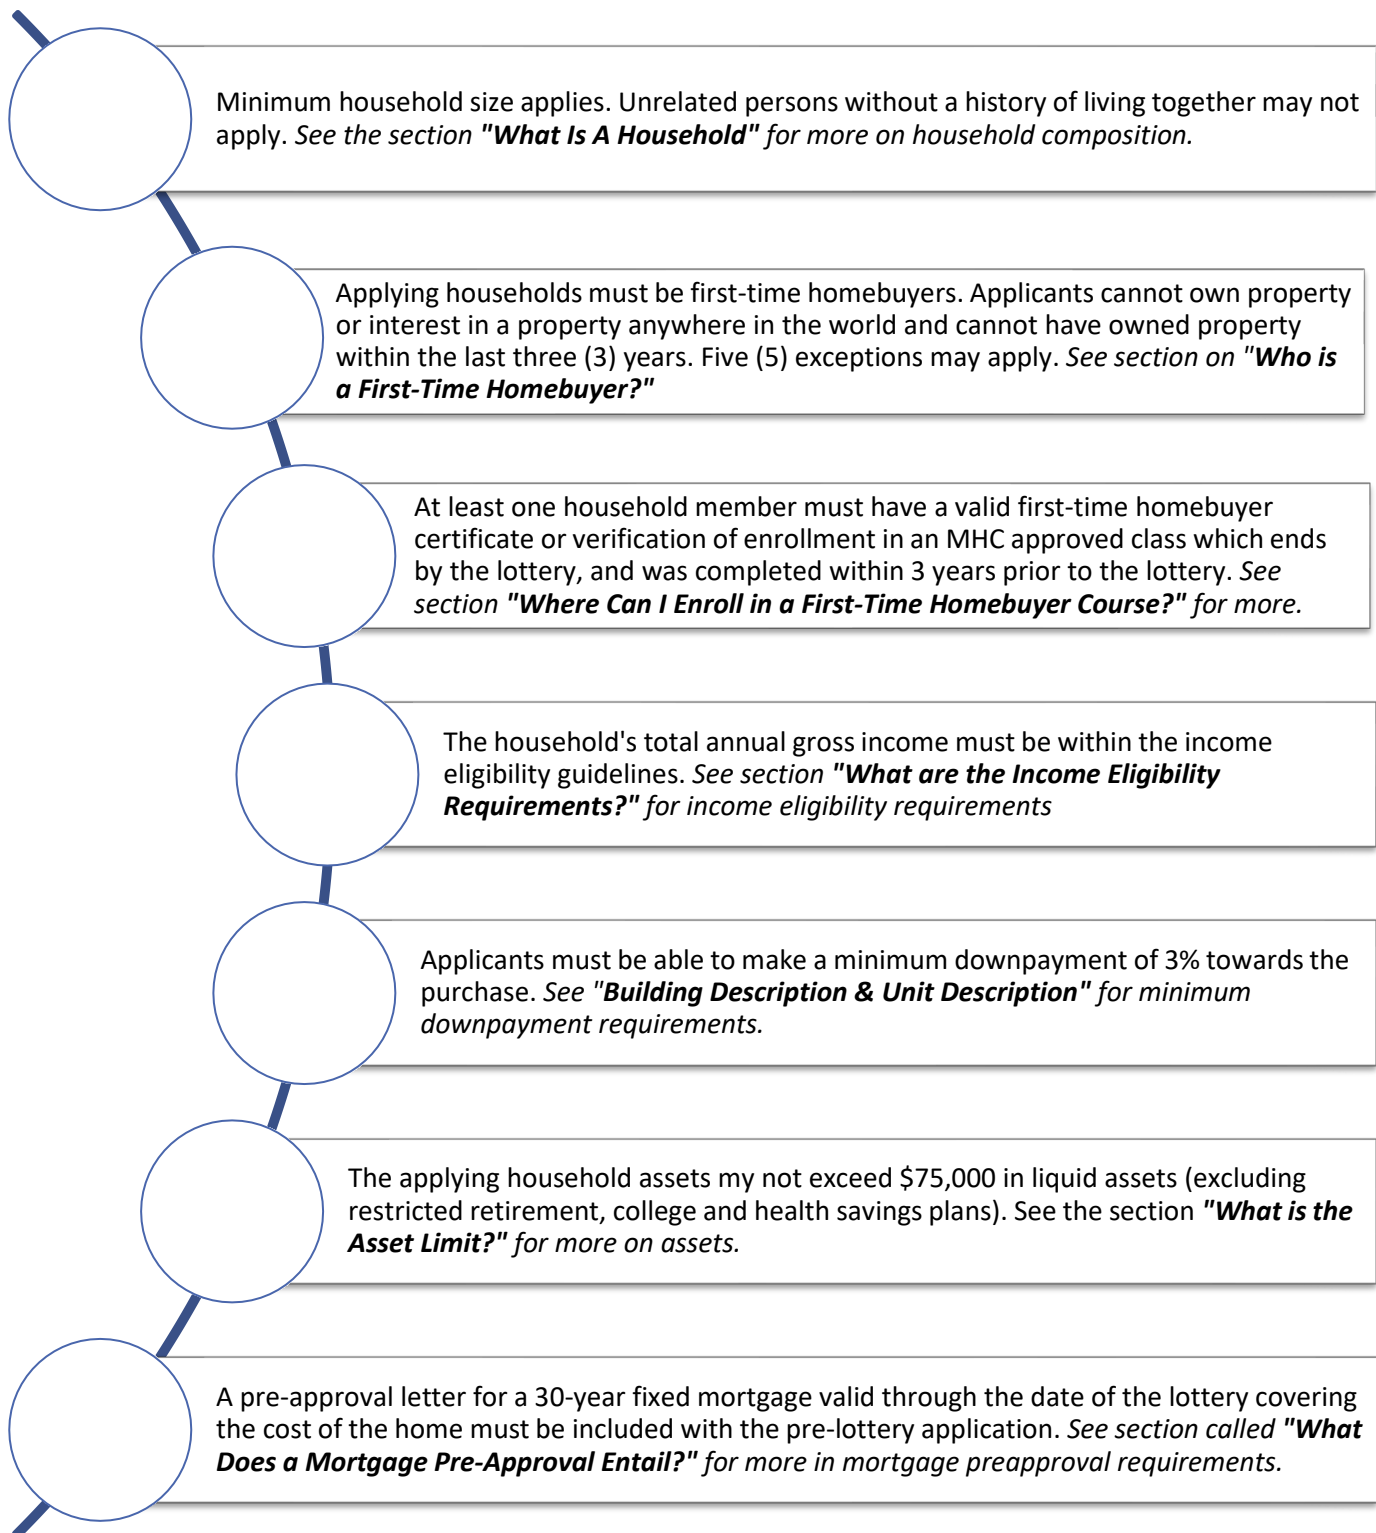 Minimum household size applies. Unrelated persons without a history of living together may not
apply. See the section "What Is A Household" for more on household composition.
Applying households must be first-time homebuyers. Applicants cannot own property
or interest in a property anywhere in the world and cannot have owned property
within the last three (3) years. Five (5) exceptions may apply. See section on "Who is
a First-Time Homebuyer?"
At least one household member must have a valid first-time homebuyer
certificate or verification of enrollment in an MHC approved class which ends
by the lottery, and was completed within 3 years prior to the lottery. See
section "Where Can I Enroll in a First-Time Homebuyer Course?" for more.
The household's total annual gross income must be within the income
eligibility guidelines. See section "What are the Income Eligibility
Requirements?" for income eligibility requirements
Applicants must be able to make a minimum downpayment of 3% towards the
purchase. See "Building Description & Unit Description" for minimum
downpayment requirements.
The applying household assets my not exceed $75,000 in liquid assets (excluding
restricted retirement, college and health savings plans). See the section "What is the
Asset Limit?" for more on assets.
A pre-approval letter for a 30-year fixed mortgage valid through the date of the lottery covering
the cost of the home must be included with the pre-lottery application. See section called "What
Does a Mortgage Pre-Approval Entail?" for more in mortgage preapproval requirements.